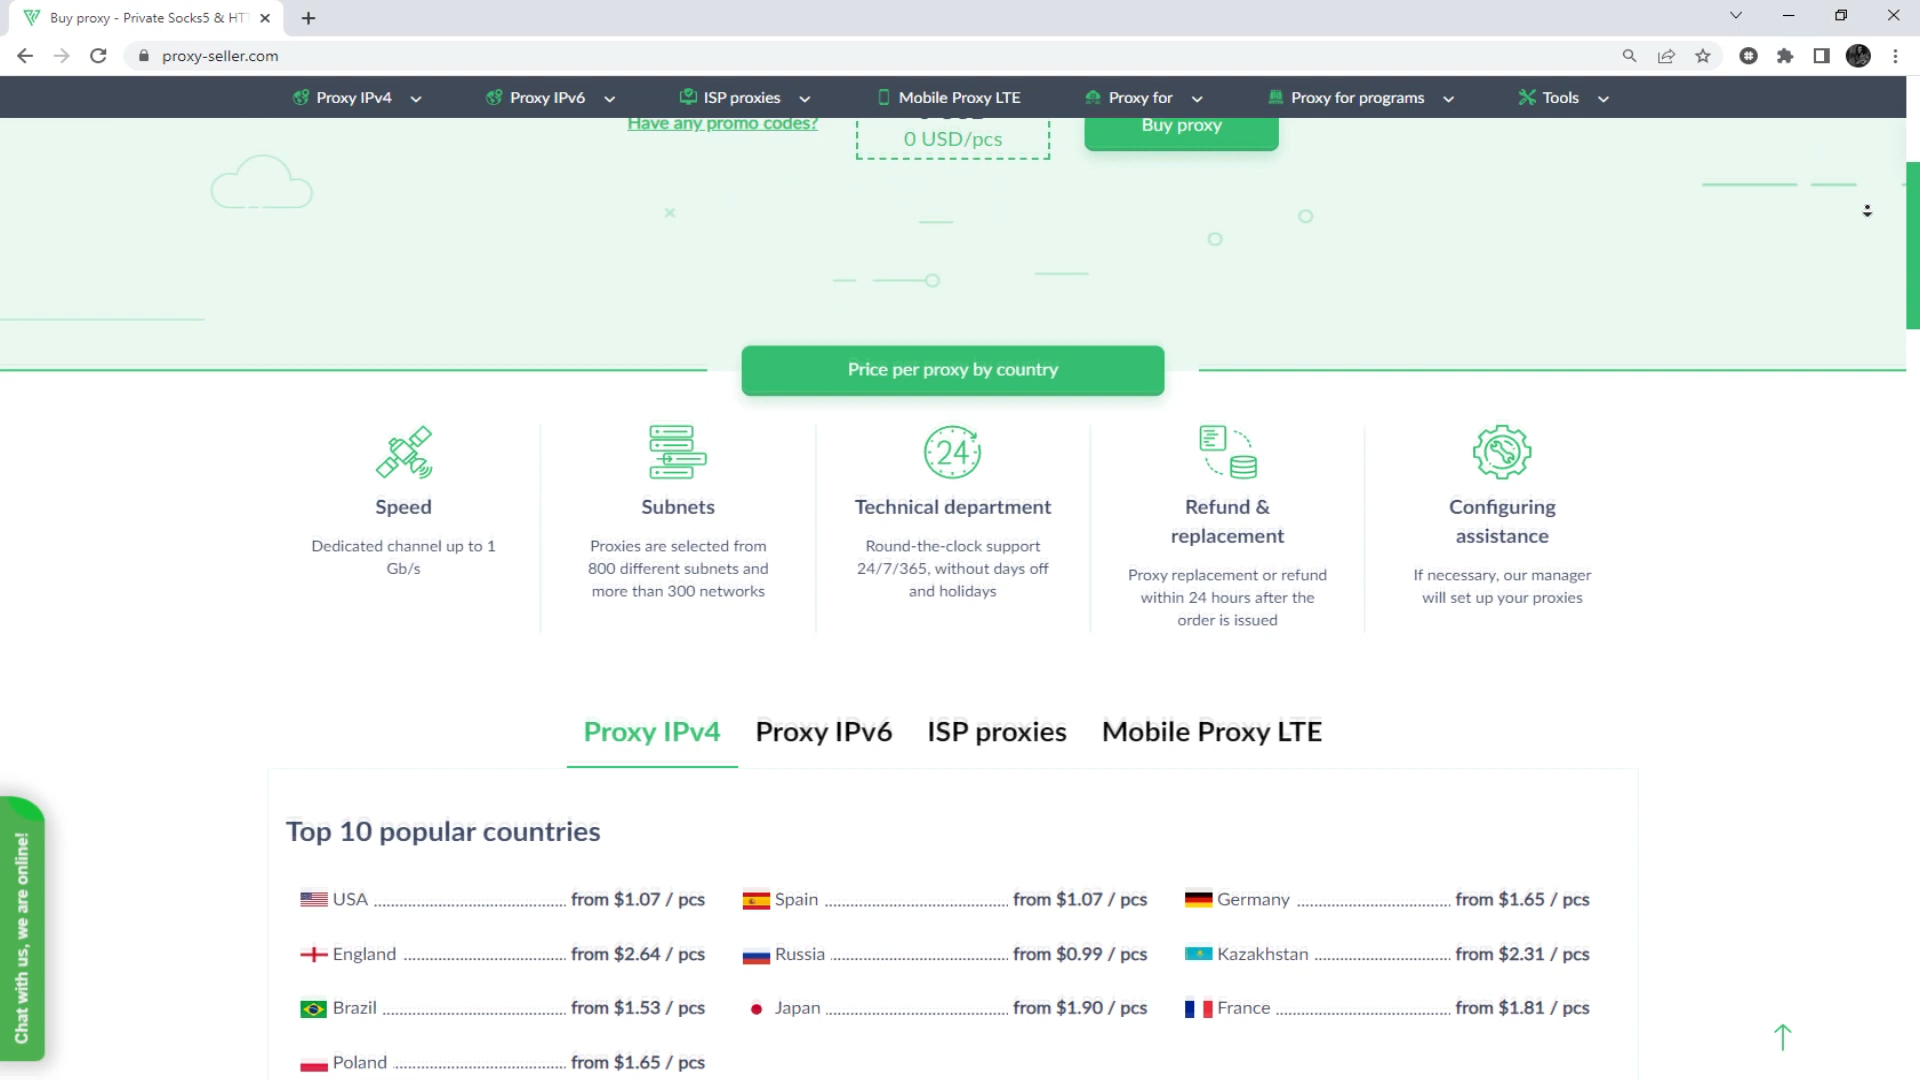 Buy proxy - Private Socks5 & HT
proxy-seller.com
Proxy IPv4
Proxy IPv6
ISP proxies
Mobile Proxy LTE
Proxy for
Proxy for programs
Tools
Have any promo codes?
0 USD/pcs
Buy proxy
Price per proxy by country
24
Speed
Dedicated channel up to 1
Gb/s
Subnets
Proxies are selected from
800 different subnets and
more than 300 networks
Technical department
Round-the-clock support
24/7/365, without days off
and holidays
Refund &
replacement
Proxy replacement or refund
within 24 hours after the
order is issued
Configuring
assistance
If necessary, our manager
will set up your proxies
Proxy IPv4
Proxy IPv6
ISP proxies
Mobile Proxy LTE
Top 10 popular countries
USA from $1.07 / pcs
Spain from $1.07 / pcs
Germany from $1.65 / pcs
England from $2.64 / pcs
Russia from $0.99 / pcs
Kazakhstan from $2.31 / pcs
Brazil from $1.53 / pcs
Japan from $1.90 / pcs
France from $1.81 / pcs
Poland from $1.65 / pcs
Chat with us, we are online!